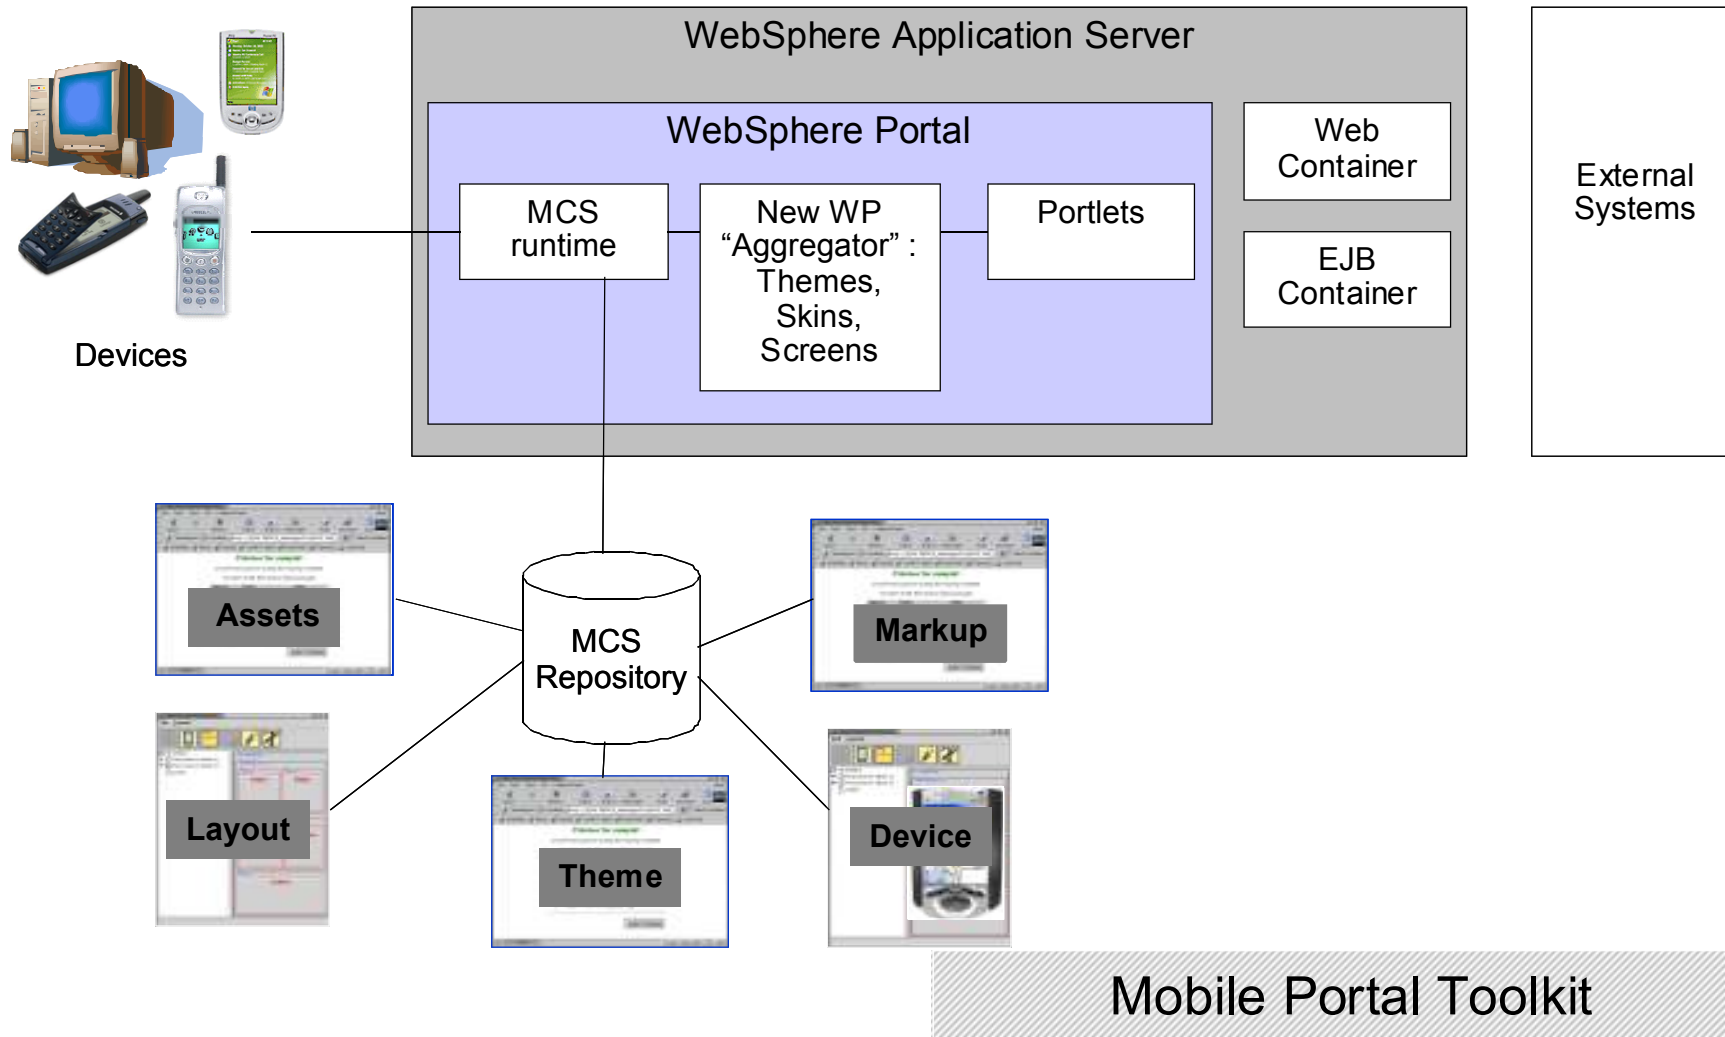 WebSphere Application Server
WebSphere Portal
MCS
runtime
New WP
“Aggregator” :
Themes,
Skins,
Screens
Portlets
Web
Container
EJB
Container
External
Systems
Devices
Assets
Markup
MCS
Repository
Layout
Theme
Device
Mobile Portal Toolkit